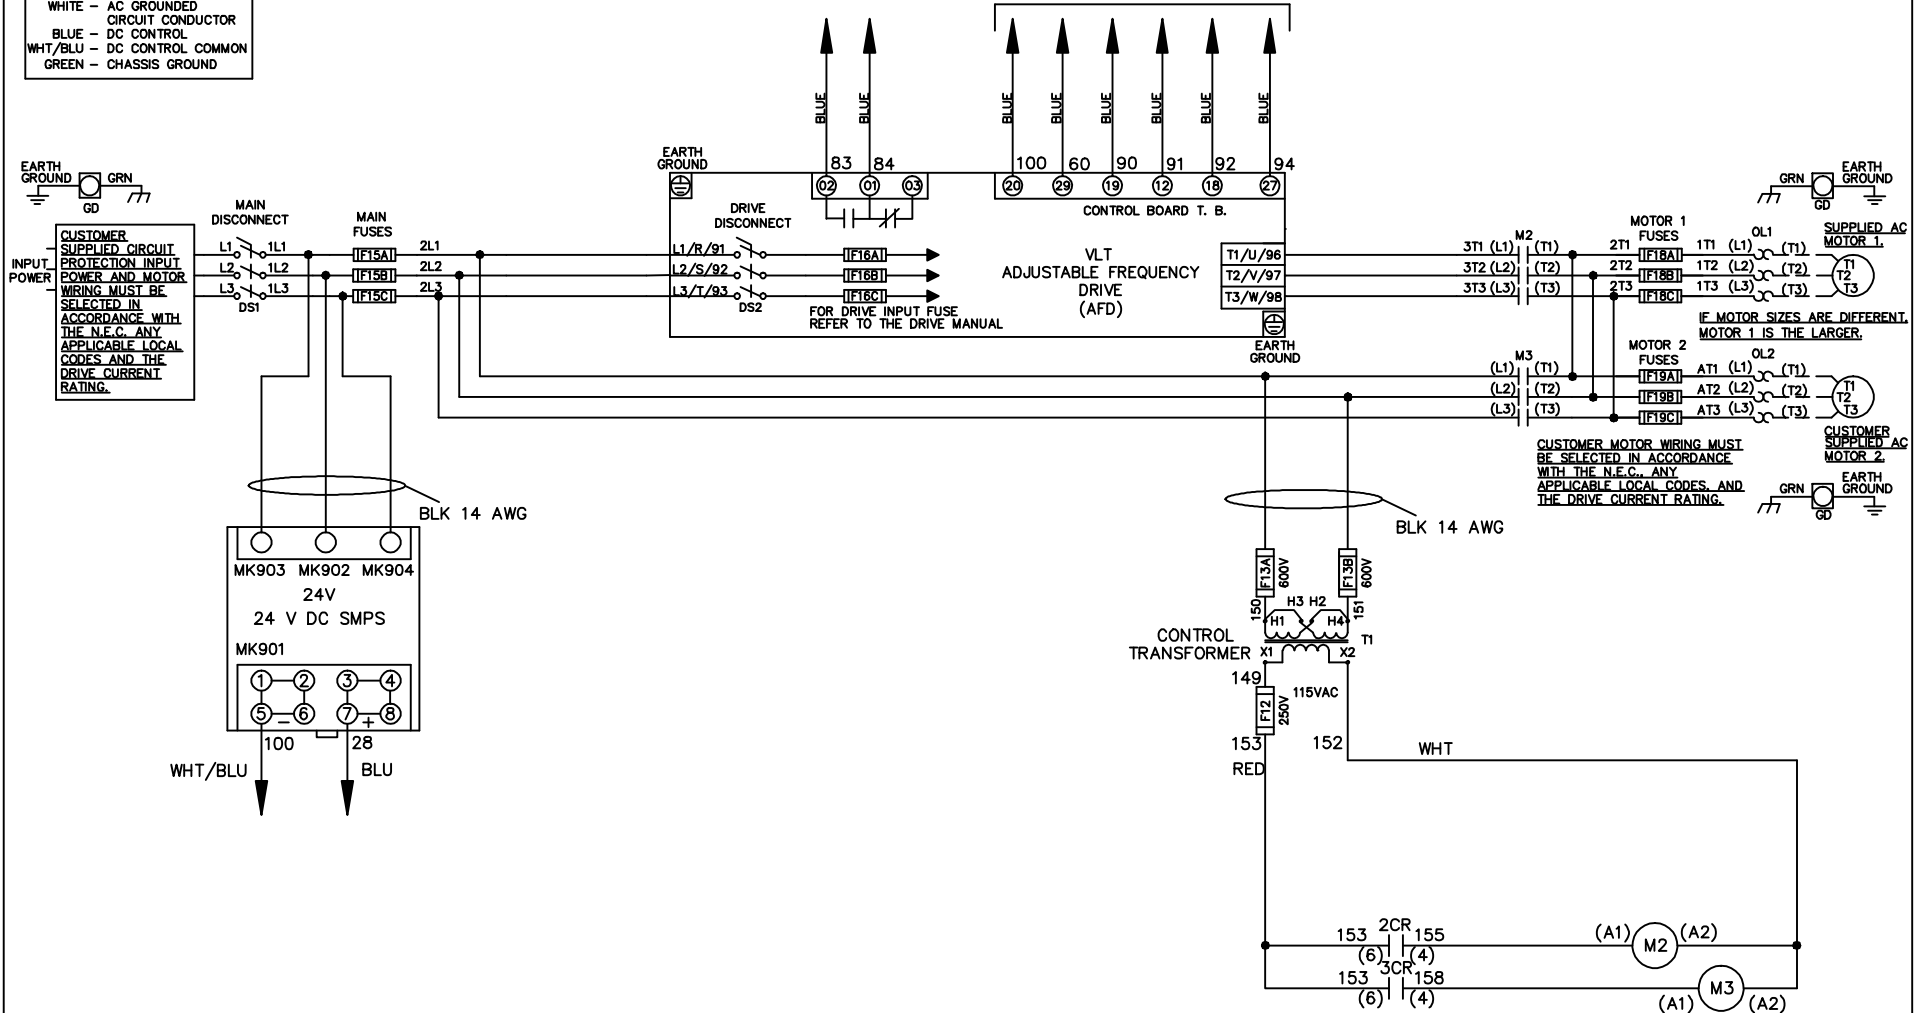 WHITE – AC GROUNDED
CIRCUIT CONDUCTOR
BLUE – DC CONTROL
WHT/BLU – DC CONTROL COMMON
GREEN – CHASSIS GROUND
BLUE
BLUE
BLUE
BLUE
BLUE
BLUE
BLUE
BLUE
EARTH
GROUND
GRN
GD
CUSTOMER
SUPPLIED CIRCUIT
PROTECTION INPUT
POWER AND MOTOR
WIRING MUST BE
SELECTED IN
ACCORDANCE WITH
THE N.E.C. ANY
APPLICABLE LOCAL
CODES AND THE
DRIVE CURRENT
RATING.
INPUT
POWER
MAIN
DISCONNECT
L1 1L1
L2 1L2
L3 1L3
DS1
MAIN
FUSES
F15A
F15B
F15C
2L1
2L2
2L3
EARTH
GROUND
83 84
02 01 03
100 60 90 91 92 94
20 29 19 12 18 27
CONTROL BOARD T. B.
DRIVE
DISCONNECT
L1/R/91
L2/S/92
L3/T/93
DS2
F16A
F16B
F16C
FOR DRIVE INPUT FUSE
REFER TO THE DRIVE MANUAL
VLT
ADJUSTABLE FREQUENCY
DRIVE
(AFD)
T1/U/96
T2/V/97
T3/W/98
EARTH
GROUND
M2
3T1 (L1) (T1)
3T2 (L2) (T2)
3T3 (L3) (T3)
MOTOR 1
FUSES
2T1 F18A 1T1 (L1) (T1)
2T2 F18B 1T2 (L2) (T2)
2T3 F18C 1T3 (L3) (T3)
OL1
GRN
GD
EARTH
GROUND
SUPPLIED AC
MOTOR 1.
T1
T2
T3
IF MOTOR SIZES ARE DIFFERENT,
MOTOR 1 IS THE LARGER.
M3
(L1) (T1)
(L2) (T2)
(L3) (T3)
MOTOR 2
FUSES
F19A AT1 (L1) (T1)
F19B AT2 (L2) (T2)
F19C AT3 (L3) (T3)
OL2
T1
T2
T3
CUSTOMER
SUPPLIED AC
MOTOR 2.
CUSTOMER MOTOR WIRING MUST
BE SELECTED IN ACCORDANCE
WITH THE N.E.C., ANY
APPLICABLE LOCAL CODES, AND
THE DRIVE CURRENT RATING.
GRN
GD
EARTH
GROUND
BLK 14 AWG
MK903 MK902 MK904
24V
24 V DC SMPS
MK901
1 2 3 4
5 – 6 7 + 8
100 28
WHT/BLU BLU
BLK 14 AWG
F13A 600V
F13B 600V
150
151
H3 H2
H1 H4
T1
CONTROL
TRANSFORMER
X1 X2
149
115VAC
F12 250V
153 152
RED
WHT
2CR
153 155
(6) (4)
(A1) M2 (A2)
3CR
153 158
(6) (4)
(A1) M3 (A2)